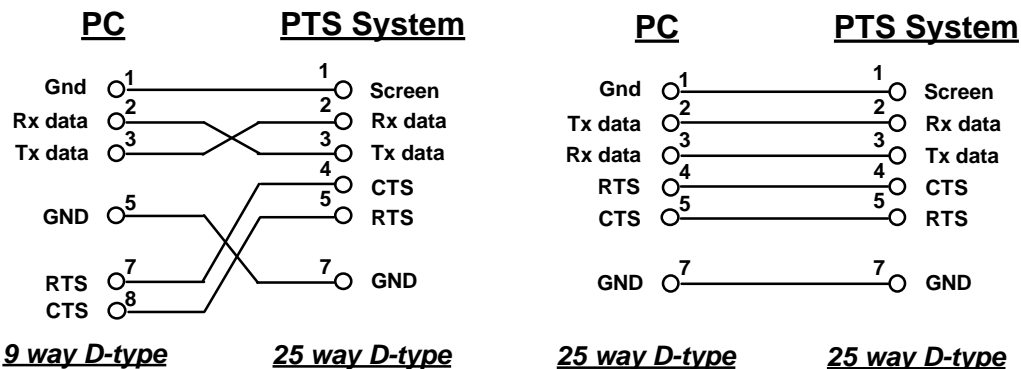 PC PTS System
Gnd 1 1 Screen
Rx data 2 2 Rx data
Tx data 3 3 Tx data
4 CTS
GND 5 5 RTS
RTS 7 7 GND
CTS 8
9 way D-type 25 way D-type
PC PTS System
Gnd 1 1 Screen
Tx data 2 2 Rx data
Rx data 3 3 Tx data
RTS 4 4 CTS
CTS 5 5 RTS
GND 7 7 GND
25 way D-type 25 way D-type